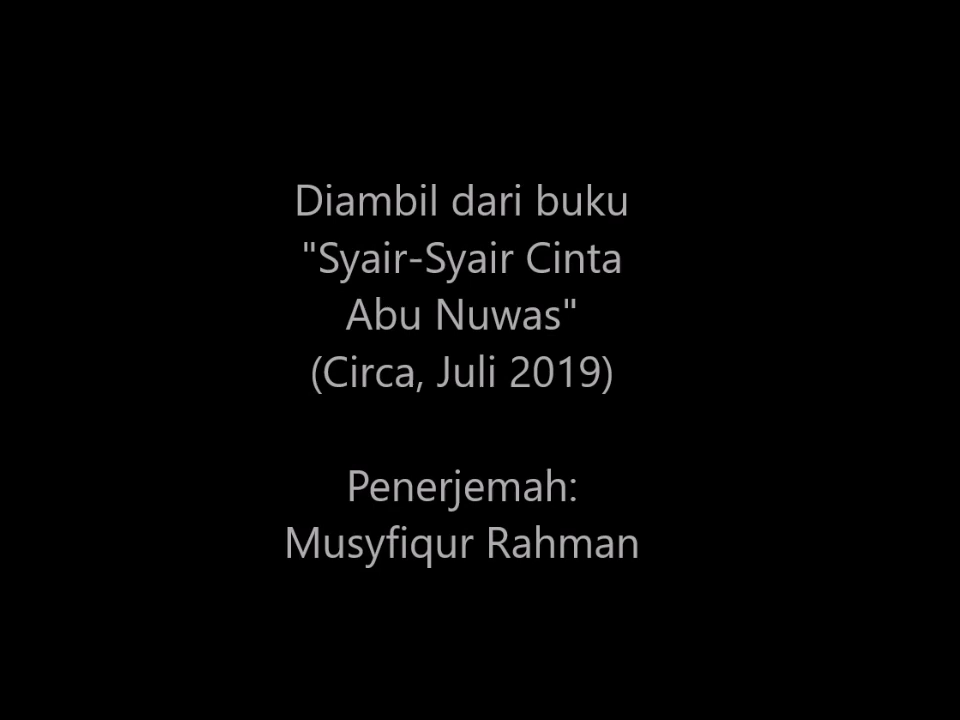 Diambil dari buku
"Syair-Syair Cinta
Abu Nuwas"
(Circa, Juli 2019)
Penerjemah:
Musyfiqur Rahman